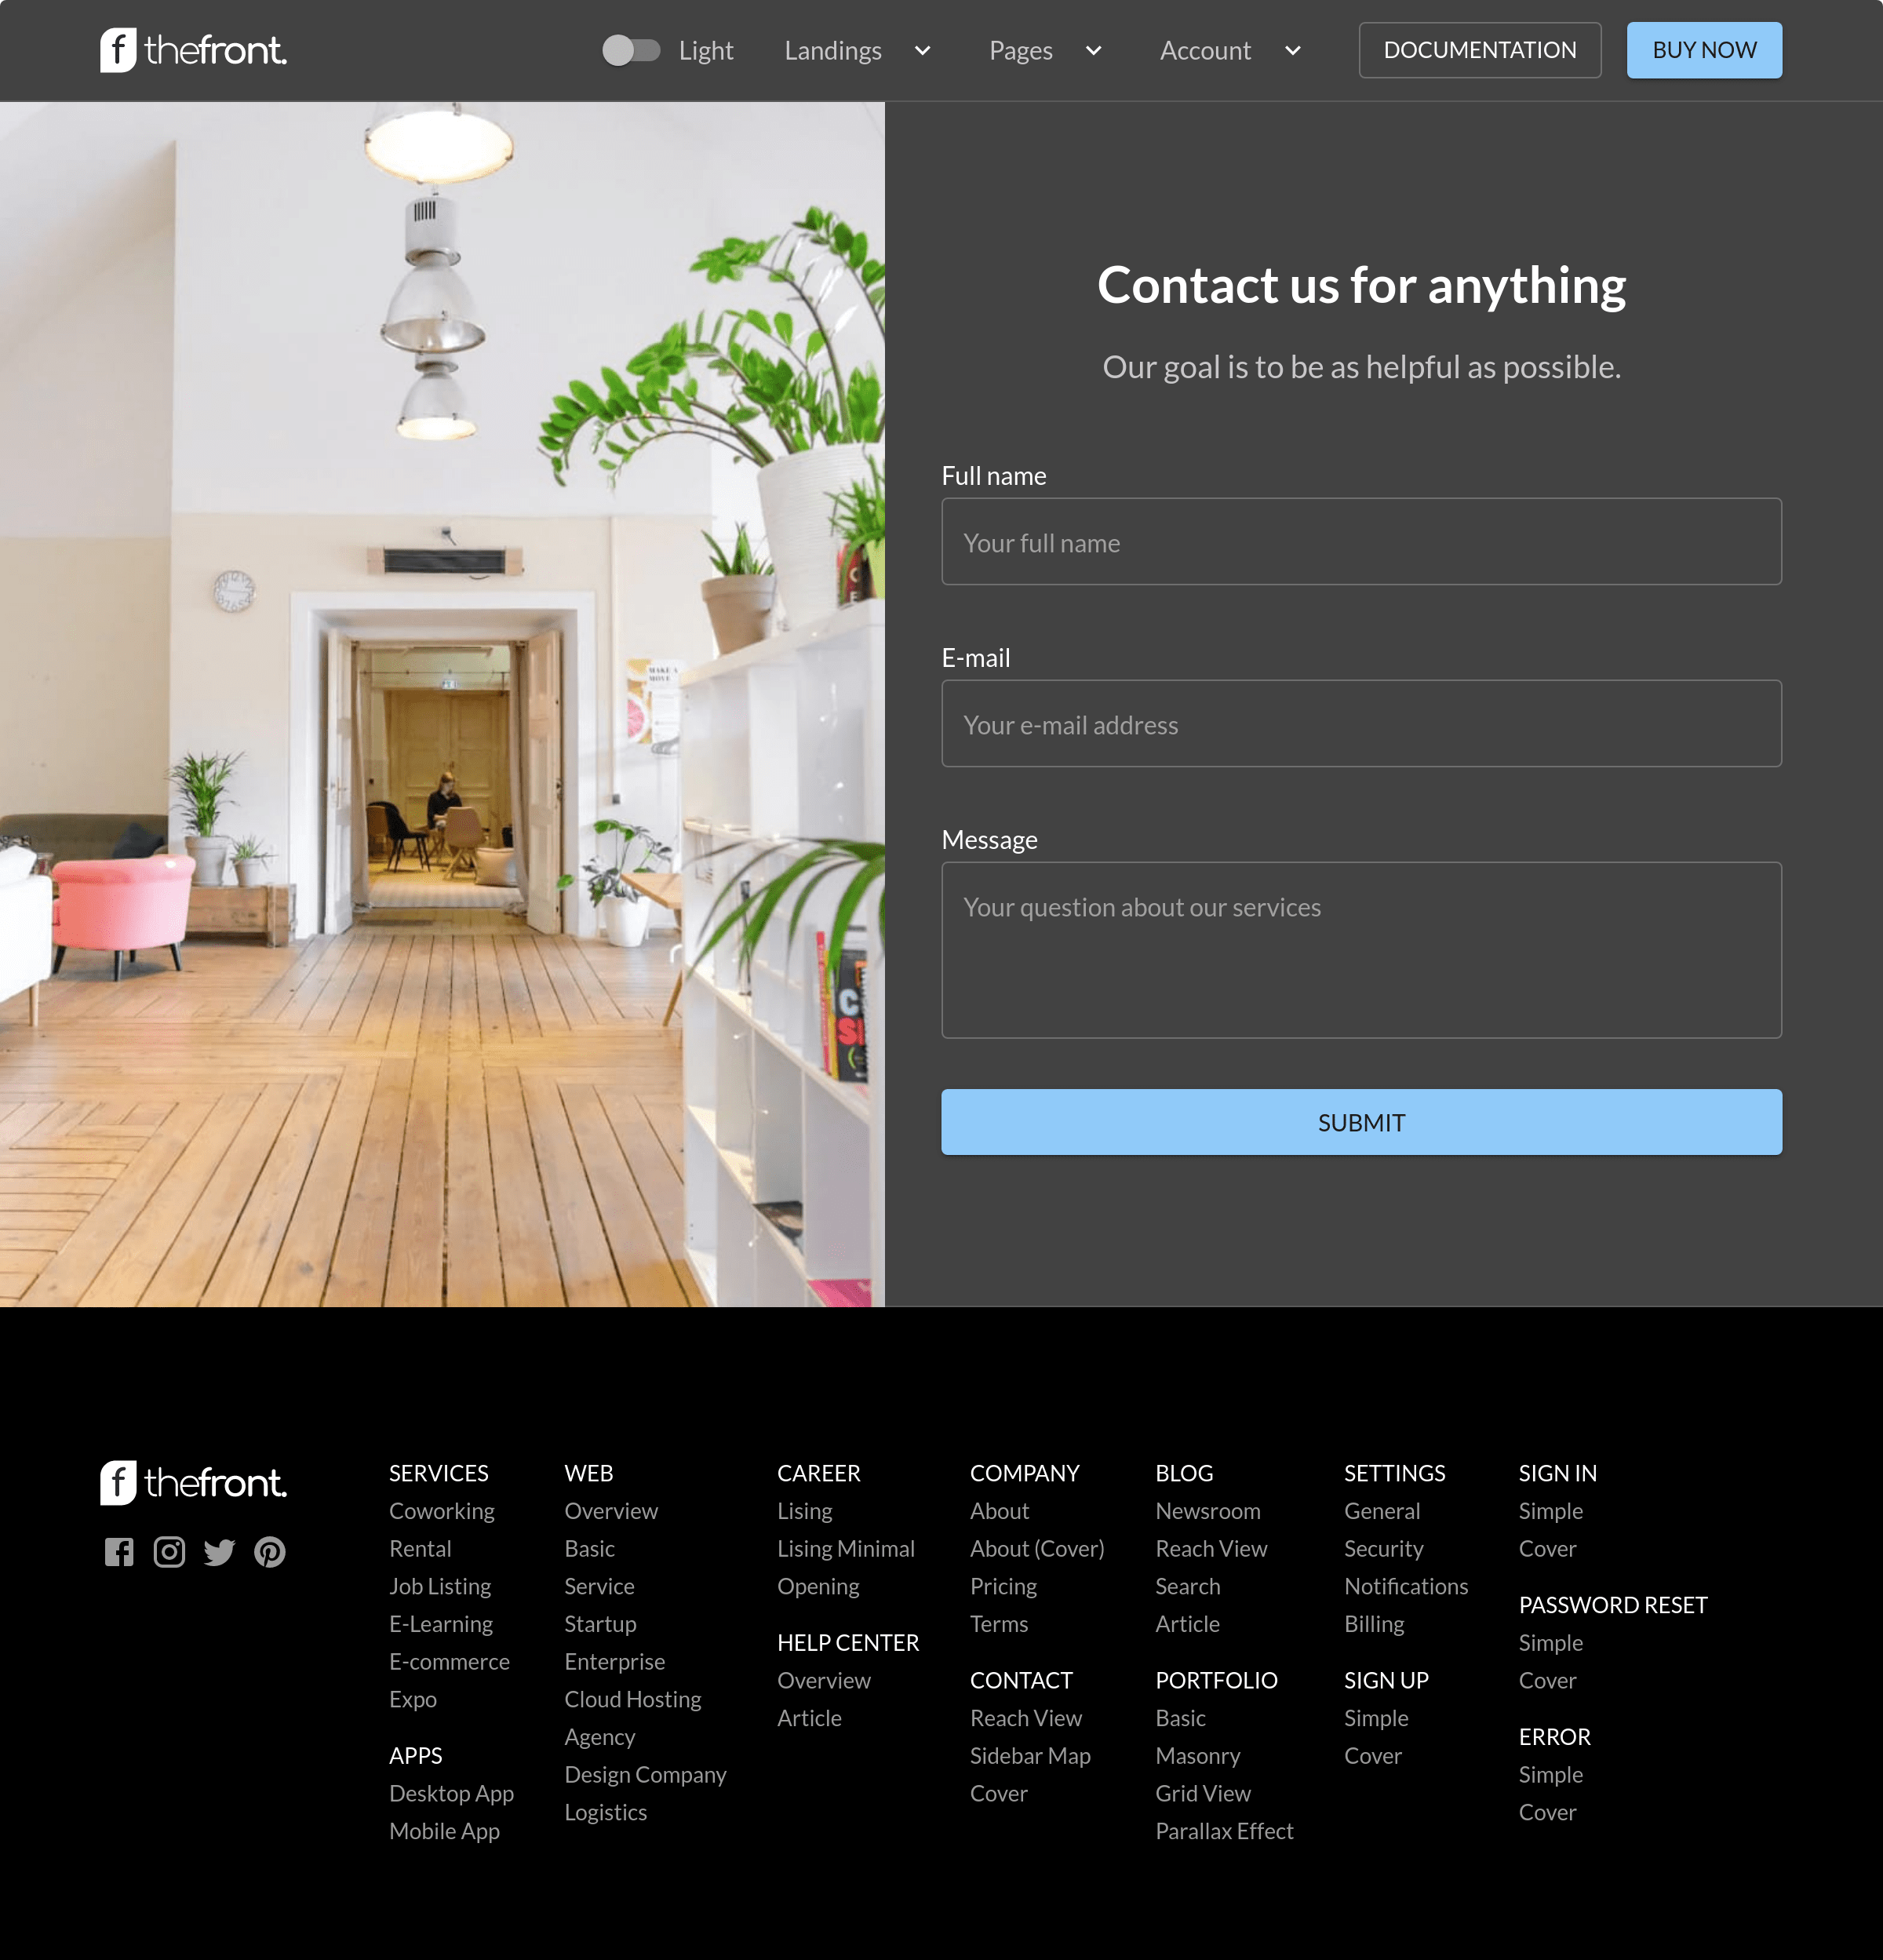 thefront.
Light
Landings
Pages
Account
DOCUMENTATION
BUY NOW
MAKE A
MOVE
Contact us for anything
Our goal is to be as helpful as possible.
Full name
Your full name
E-mail
Your e-mail address
Message
Your question about our services
SUBMIT
thefront.
SERVICES
Coworking
Rental
Job Listing
E-Learning
E-commerce
Expo
APPS
Desktop App
Mobile App
WEB
Overview
Basic
Service
Startup
Enterprise
Cloud Hosting
Agency
Design Company
Logistics
CAREER
Lising
Lising Minimal
Opening
HELP CENTER
Overview
Article
COMPANY
About
About (Cover)
Pricing
Terms
CONTACT
Reach View
Sidebar Map
Cover
BLOG
Newsroom
Reach View
Search
Article
PORTFOLIO
Basic
Masonry
Grid View
Parallax Effect
SETTINGS
General
Security
Notifications
Billing
SIGN UP
Simple
Cover
SIGN IN
Simple
Cover
PASSWORD RESET
Simple
Cover
ERROR
Simple
Cover